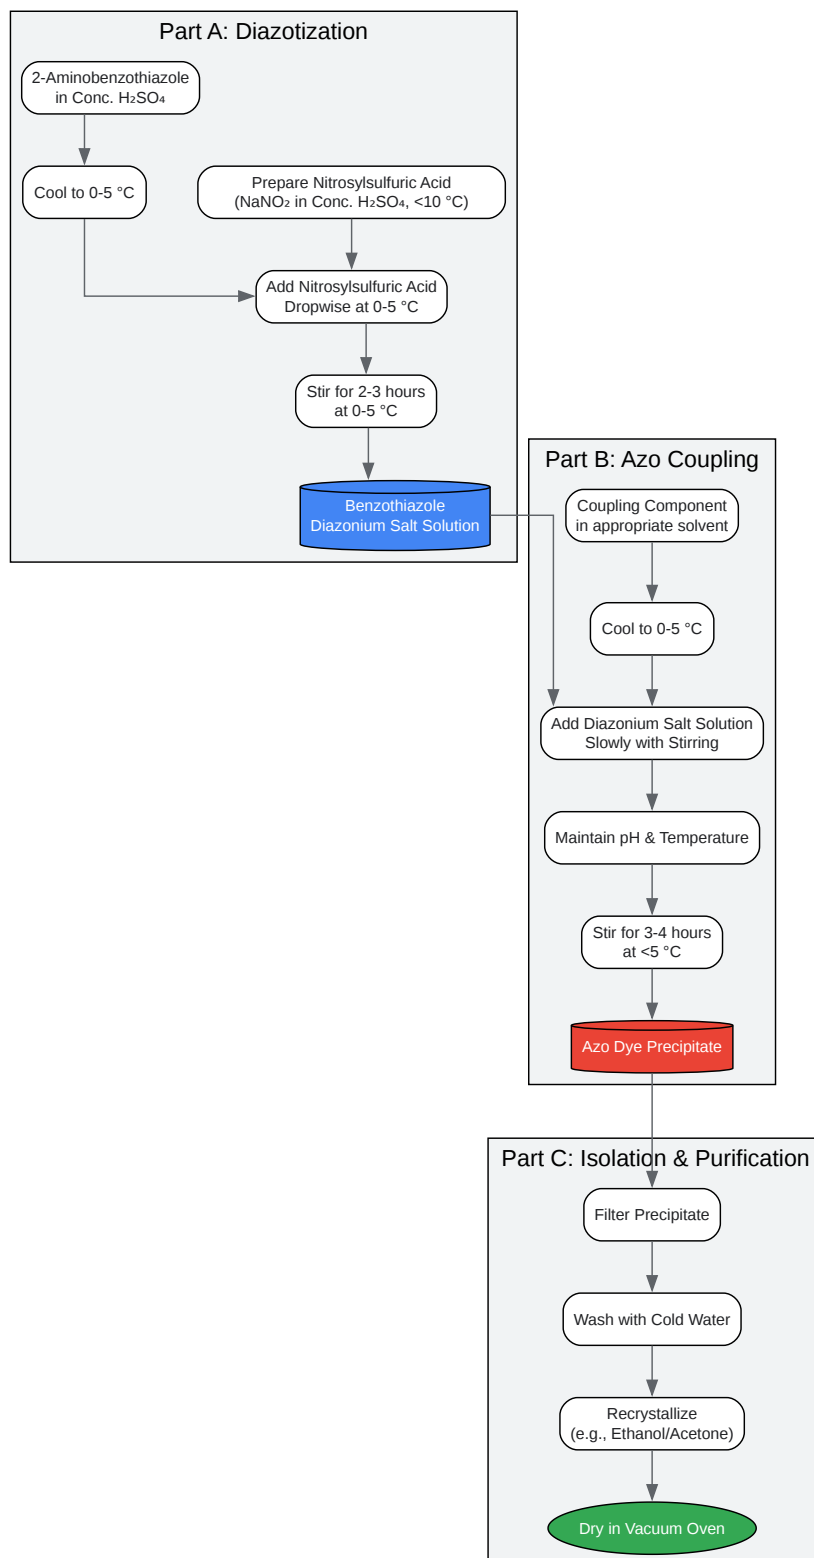 Part A: Diazotization
2-Aminobenzothiazole
in Conc. H₂SO₄
Cool to 0-5 °C
Prepare Nitrosylsulfuric Acid
(NaNO₂ in Conc. H₂SO₄, <10 °C)
Add Nitrosylsulfuric Acid
Dropwise at 0-5 °C
Stir for 2-3 hours
at 0-5 °C
Benzothiazole
Diazonium Salt Solution
Part B: Azo Coupling
Coupling Component
in appropriate solvent
Cool to 0-5 °C
Add Diazonium Salt Solution
Slowly with Stirring
Maintain pH & Temperature
Stir for 3-4 hours
at <5 °C
Azo Dye Precipitate
Part C: Isolation & Purification
Filter Precipitate
Wash with Cold Water
Recrystallize
(e.g., Ethanol/Acetone)
Dry in Vacuum Oven